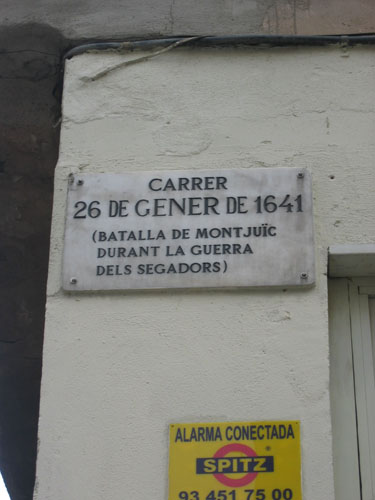 CARRER
26 DE GENER DE 1641
(BATALLA DE MONTJUÏC
DURANT LA GUERRA
DELS SEGADORS)
ALARMA CONECTADA
SPITZ®
93 451 75 00